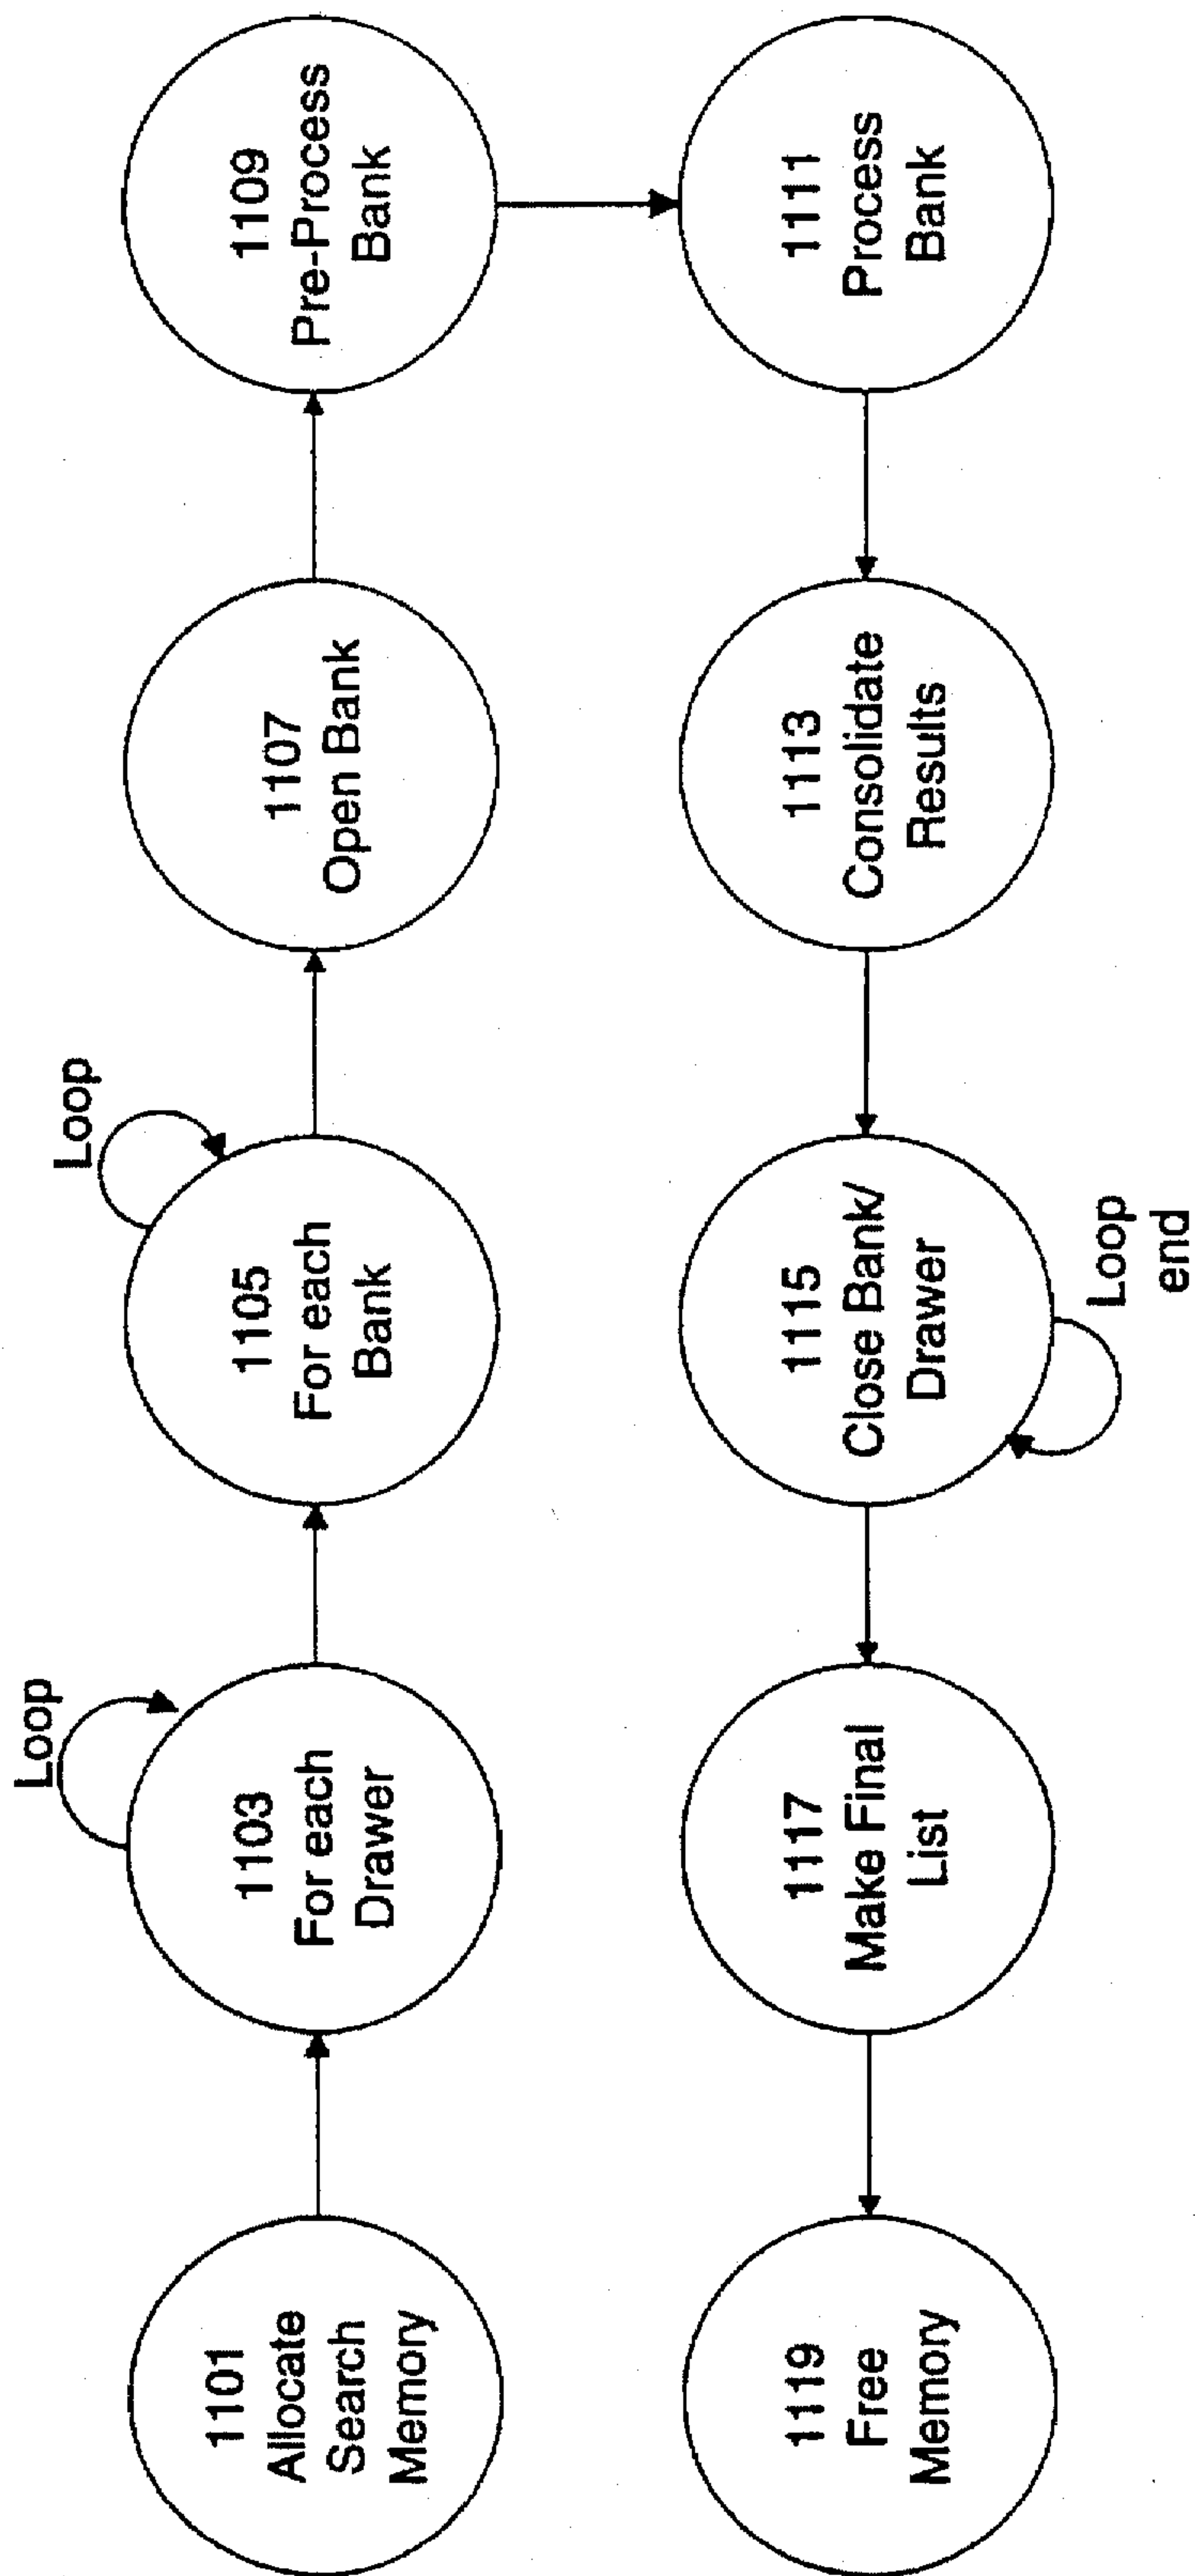 1101
Allocate
Search
Memory
Loop
1103
For each
Drawer
Loop
1105
For each
Bank
1107
Open Bank
1109
Pre-Process
Bank
1111
Process
Bank
1113
Consolidate
Results
1115
Close Bank/
Drawer
Loop
end
1117
Make Final
List
1119
Free
Memory